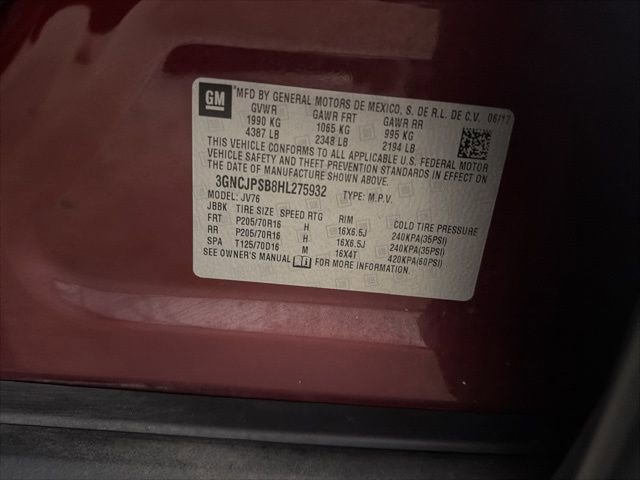 GM
MFD BY GENERAL MOTORS DE MEXICO, S. DE R.L. DE C.V. 06/17
GVWR GAWR FRT GAWR RR
1990 KG 1065 KG 995 KG
4387 LB 2348 LB 2194 LB
THIS VEHICLE CONFORMS TO ALL APPLICABLE U.S. FEDERAL MOTOR
VEHICLE SAFETY AND THEFT PREVENTION STANDARDS IN EFFECT ON
THE DATE OF MANUFACTURE SHOWN ABOVE.
3GNCJPSB8HL275932 TYPE: M.P.V.
MODEL: JV76
JBBK TIRE SIZE SPEED RTG RIM COLD TIRE PRESSURE
FRT P205/70R16 H 16X6.5J 240KPA(35PSI)
RR P205/70R16 H 16X6.5J 240KPA(35PSI)
SPA T125/70D16 M 16X4T 420KPA(60PSI)
SEE OWNER'S MANUAL FOR MORE INFORMATION.